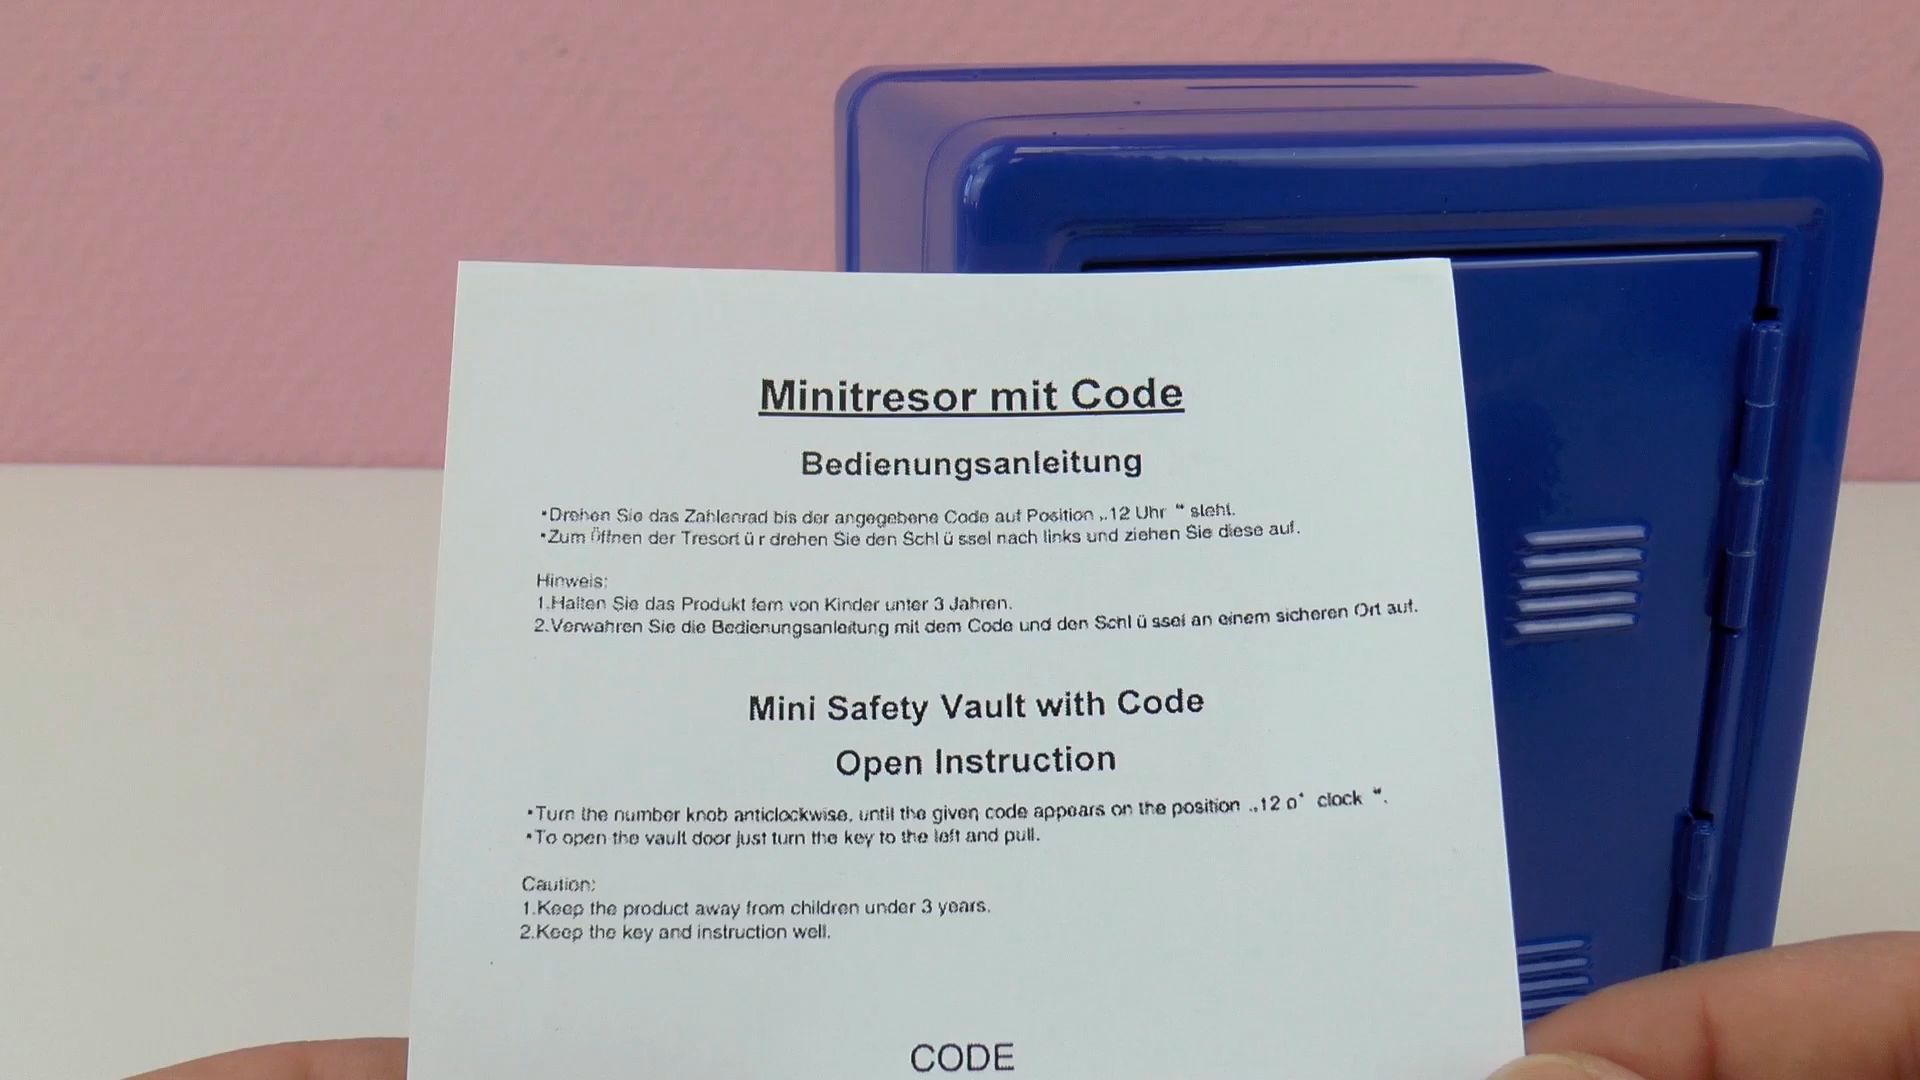 Minitresor mit Code
Bedienungsanleitung
•Drehen Sie das Zahlenrad bis der angegebene Code auf Position „12 Uhr “ steht.
•Zum Öffnen der Tresort ü r drehen Sie den Schl ü ssel nach links und ziehen Sie diese auf.
Hinweis:
1.Halten Sie das Produkt fern von Kinder unter 3 Jahren.
2.Verwahren Sie die Bedienungsanleitung mit dem Code und den Schl ü ssel an einem sicheren Ort auf.
Mini Safety Vault with Code
Open Instruction
•Turn the number knob anticlockwise, until the given code appears on the position „12 o’ clock “.
•To open the vault door just turn the key to the left and pull.
Caution:
1.Keep the product away from children under 3 years.
2.Keep the key and instruction well.
CODE